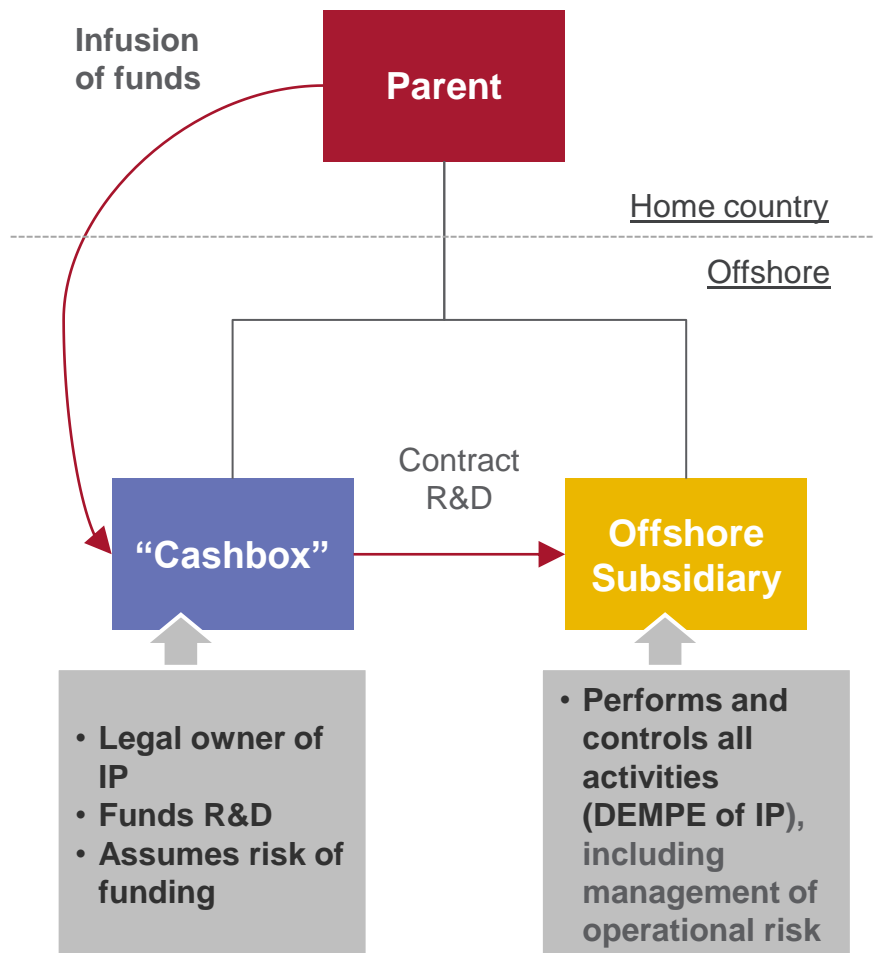 Infusion
of funds
Parent
Home country
Offshore
Contract
R&D
“Cashbox”
Offshore
Subsidiary
• Legal owner of
IP
• Funds R&D
• Assumes risk of
funding
• Performs and
controls all
activities
(DEMPE of IP),
including
management of
operational risk